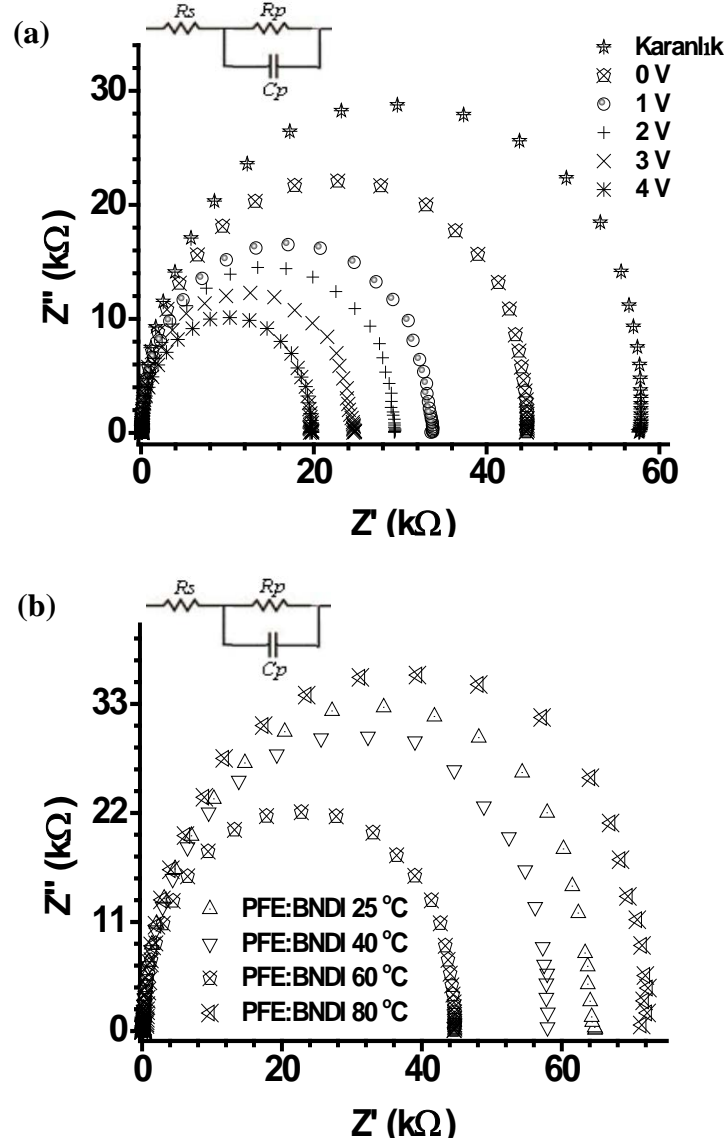 (a)
Rs
Rp
Cp
Karanlık
0 V
1 V
2 V
3 V
4 V
30
20
10
0
Z'' (kΩ)
0
20
40
60
Z' (kΩ)
(b)
Rs
Rp
Cp
33
22
11
0
Z'' (kΩ)
PFE:BNDI 25 °C
PFE:BNDI 40 °C
PFE:BNDI 60 °C
PFE:BNDI 80 °C
0
20
40
60
Z' (kΩ)